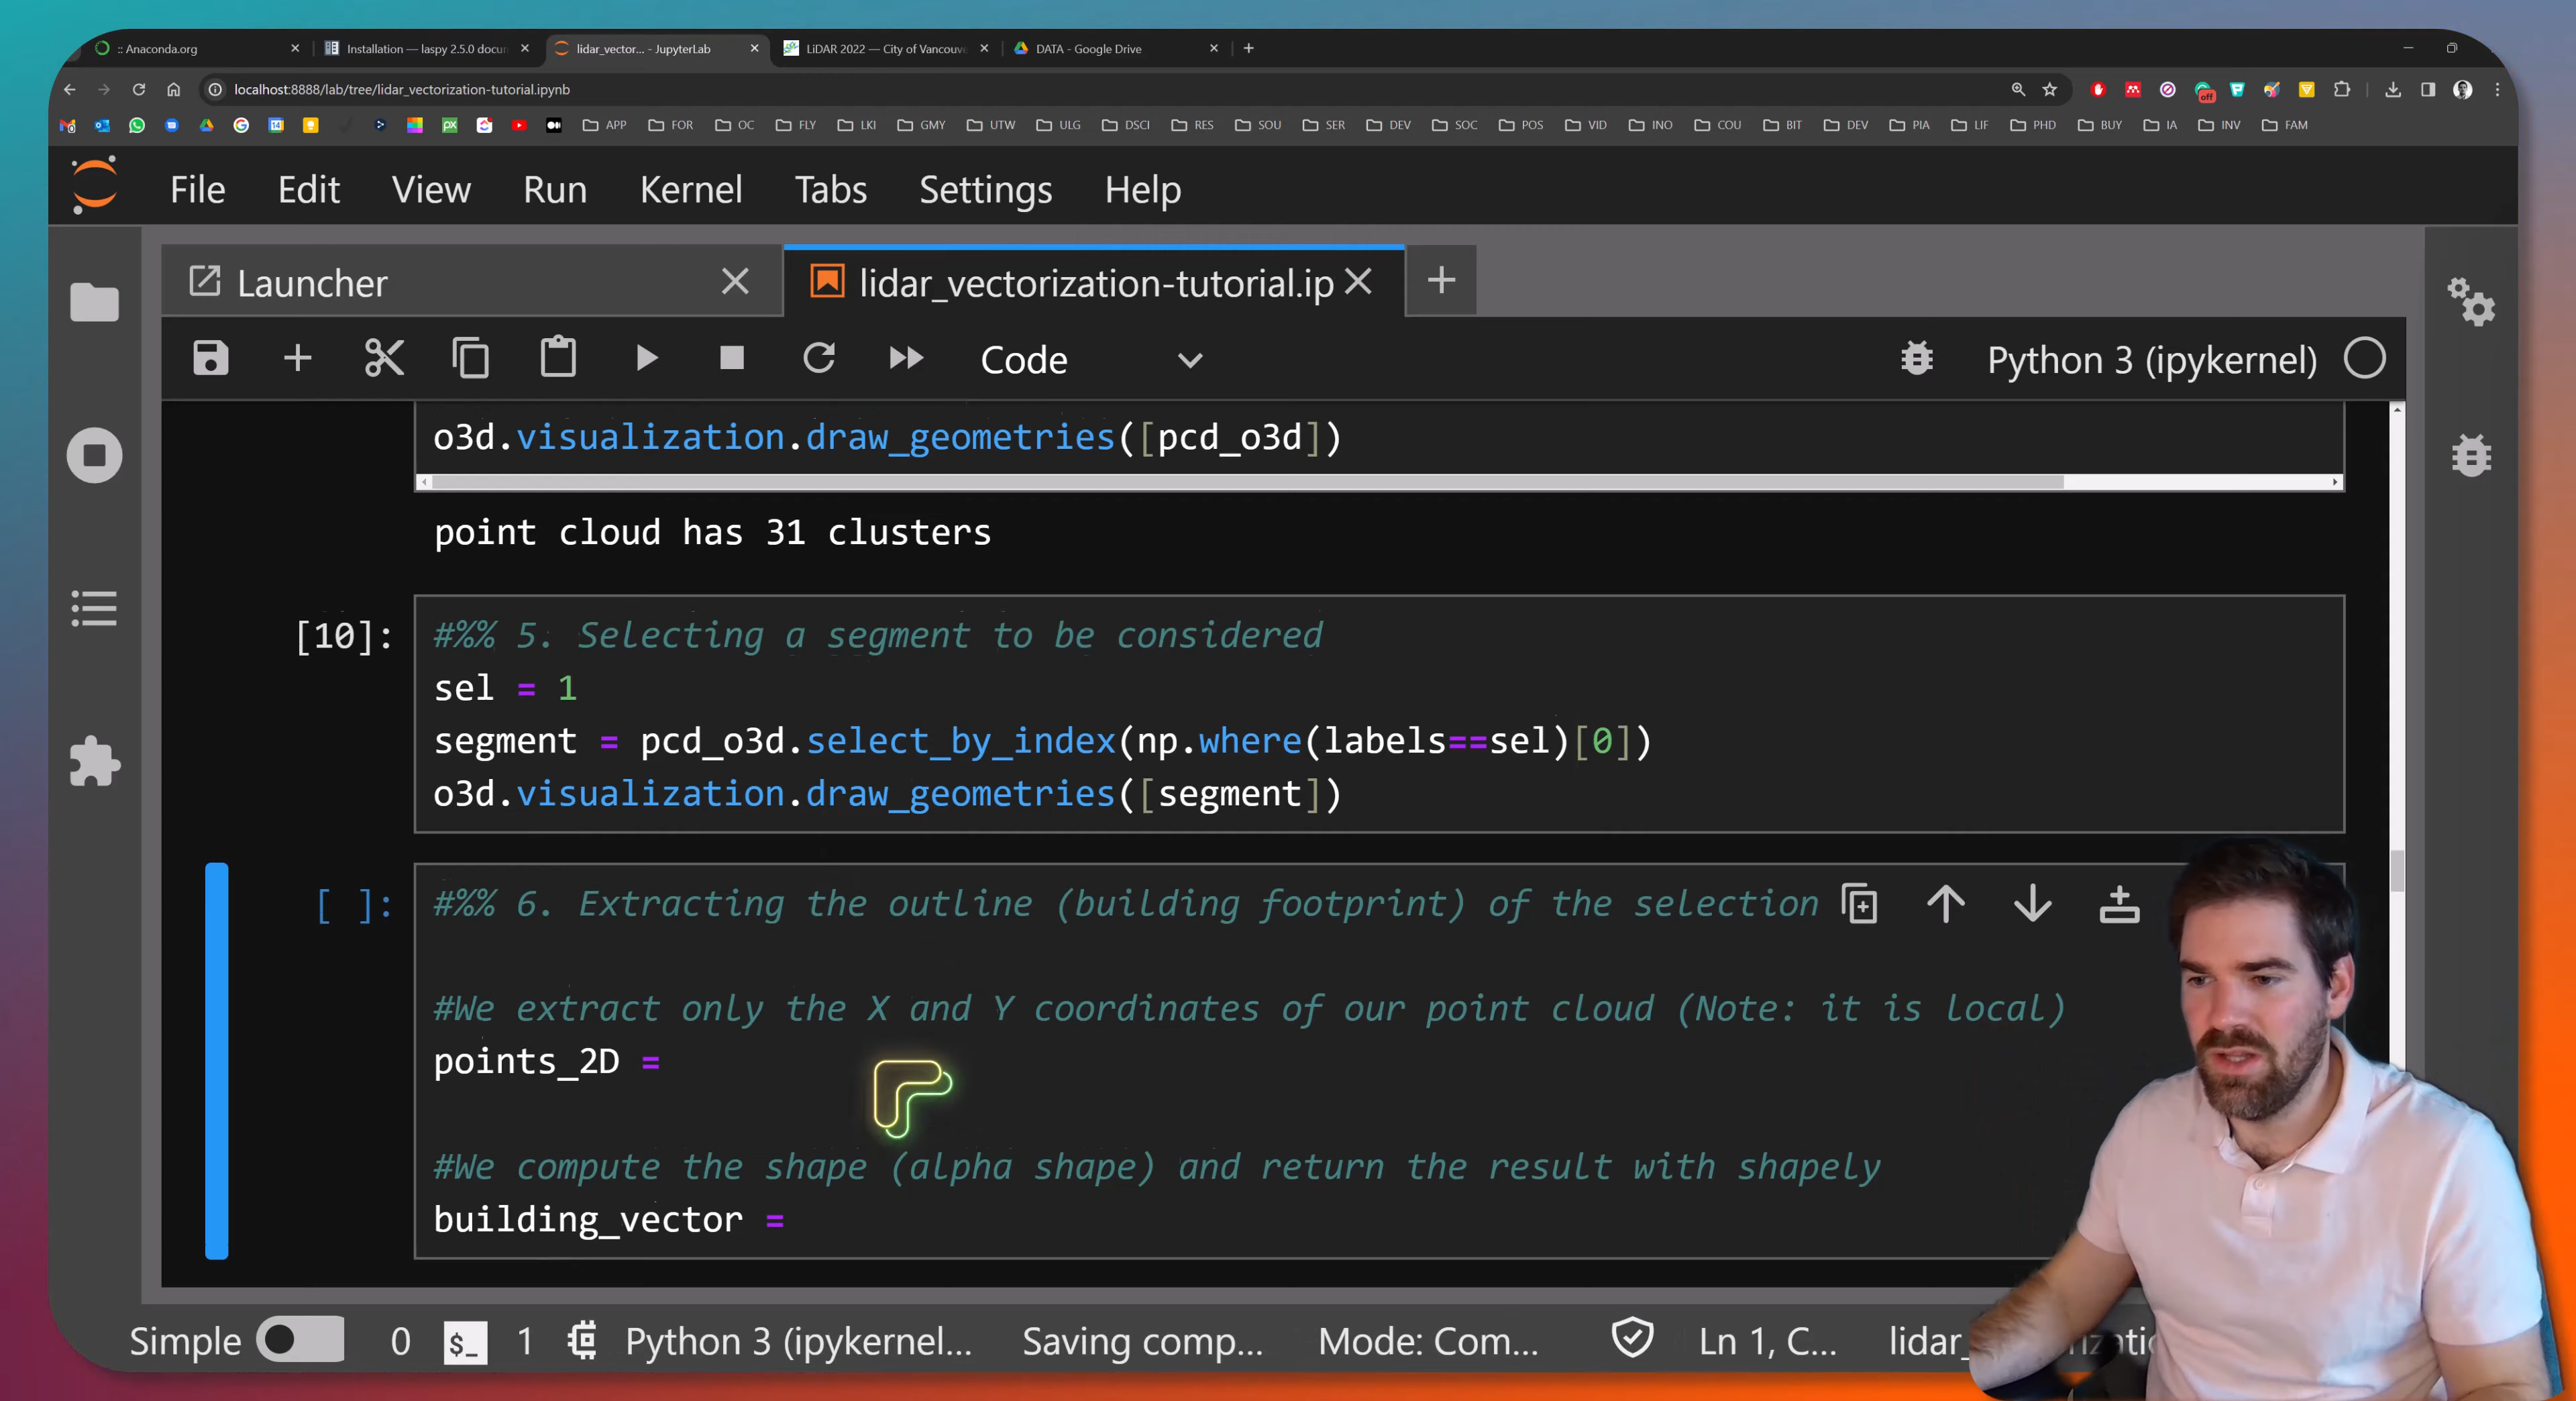 :: Anaconda.org
Installation — laspy 2.5.0 docun
lidar_vector... - JupyterLab
LiDAR 2022 — City of Vancouve
DATA - Google Drive
localhost:8888/lab/tree/lidar_vectorization-tutorial.ipynb
APP FOR OC FLY LKI GMY UTW ULG DSCI RES SOU SER DEV SOC POS VID INO COU BIT DEV PIA LIF PHD BUY IA INV FAM
File Edit View Run Kernel Tabs Settings Help
Launcher
lidar_vectorization-tutorial.ip
Code
Python 3 (ipykernel)
o3d.visualization.draw_geometries([pcd_o3d])
point cloud has 31 clusters
[10]:
#%% 5. Selecting a segment to be considered
sel = 1
segment = pcd_o3d.select_by_index(np.where(labels==sel)[0])
o3d.visualization.draw_geometries([segment])
[ ]:
#%% 6. Extracting the outline (building footprint) of the selection
#We extract only the X and Y coordinates of our point cloud (Note: it is local)
points_2D =
#We compute the shape (alpha shape) and return the result with shapely
building_vector =
Simple 0 $_ 1 Python 3 (ipykernel... Saving comp... Mode: Com... Ln 1, C... lidar_